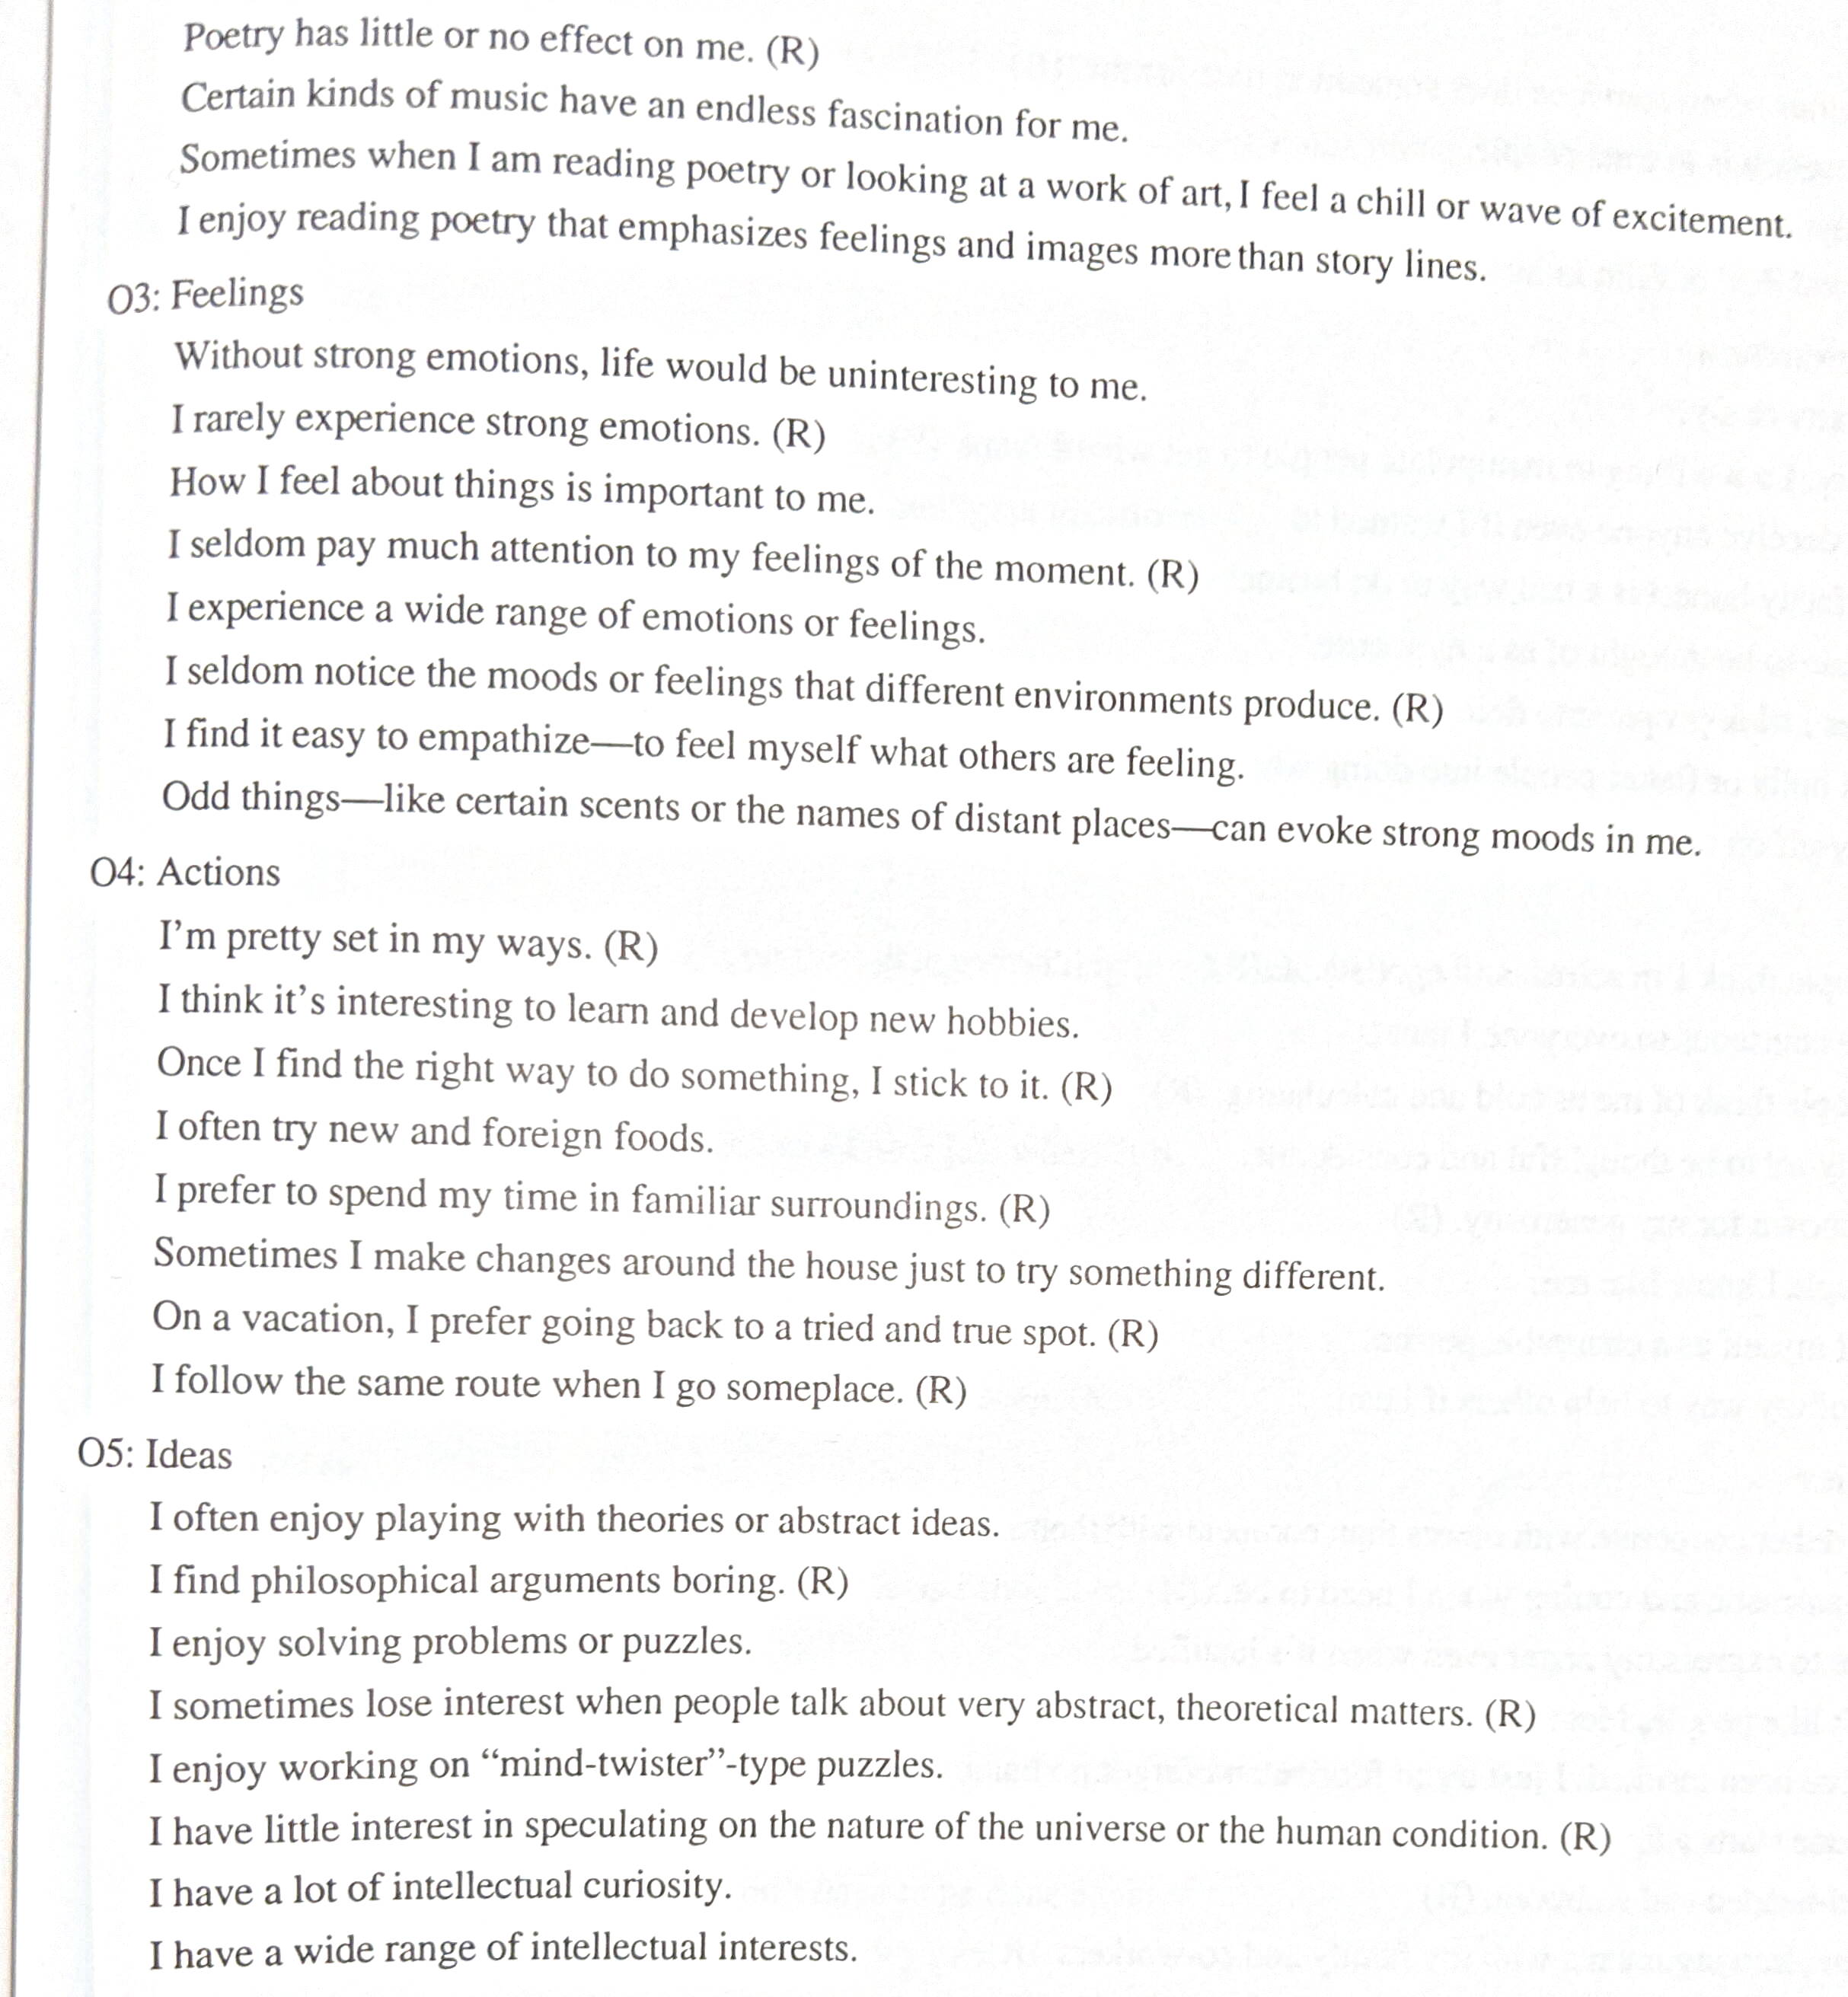 Poetry has little or no effect on me. (R)
Certain kinds of music have an endless fascination for me.
Sometimes when I am reading poetry or looking at a work of art, I feel a chill or wave of excitement.
I enjoy reading poetry that emphasizes feelings and images more than story lines.
O3: Feelings
Without strong emotions, life would be uninteresting to me.
I rarely experience strong emotions. (R)
How I feel about things is important to me.
I seldom pay much attention to my feelings of the moment. (R)
I experience a wide range of emotions or feelings.
I seldom notice the moods or feelings that different environments produce. (R)
I find it easy to empathize—to feel myself what others are feeling.
Odd things—like certain scents or the names of distant places—can evoke strong moods in me.
O4: Actions
I'm pretty set in my ways. (R)
I think it's interesting to learn and develop new hobbies.
Once I find the right way to do something, I stick to it. (R)
I often try new and foreign foods.
I prefer to spend my time in familiar surroundings. (R)
Sometimes I make changes around the house just to try something different.
On a vacation, I prefer going back to a tried and true spot. (R)
I follow the same route when I go someplace. (R)
O5: Ideas
I often enjoy playing with theories or abstract ideas.
I find philosophical arguments boring. (R)
I enjoy solving problems or puzzles.
I sometimes lose interest when people talk about very abstract, theoretical matters. (R)
I enjoy working on “mind-twister”-type puzzles.
I have little interest in speculating on the nature of the universe or the human condition. (R)
I have a lot of intellectual curiosity.
I have a wide range of intellectual interests.